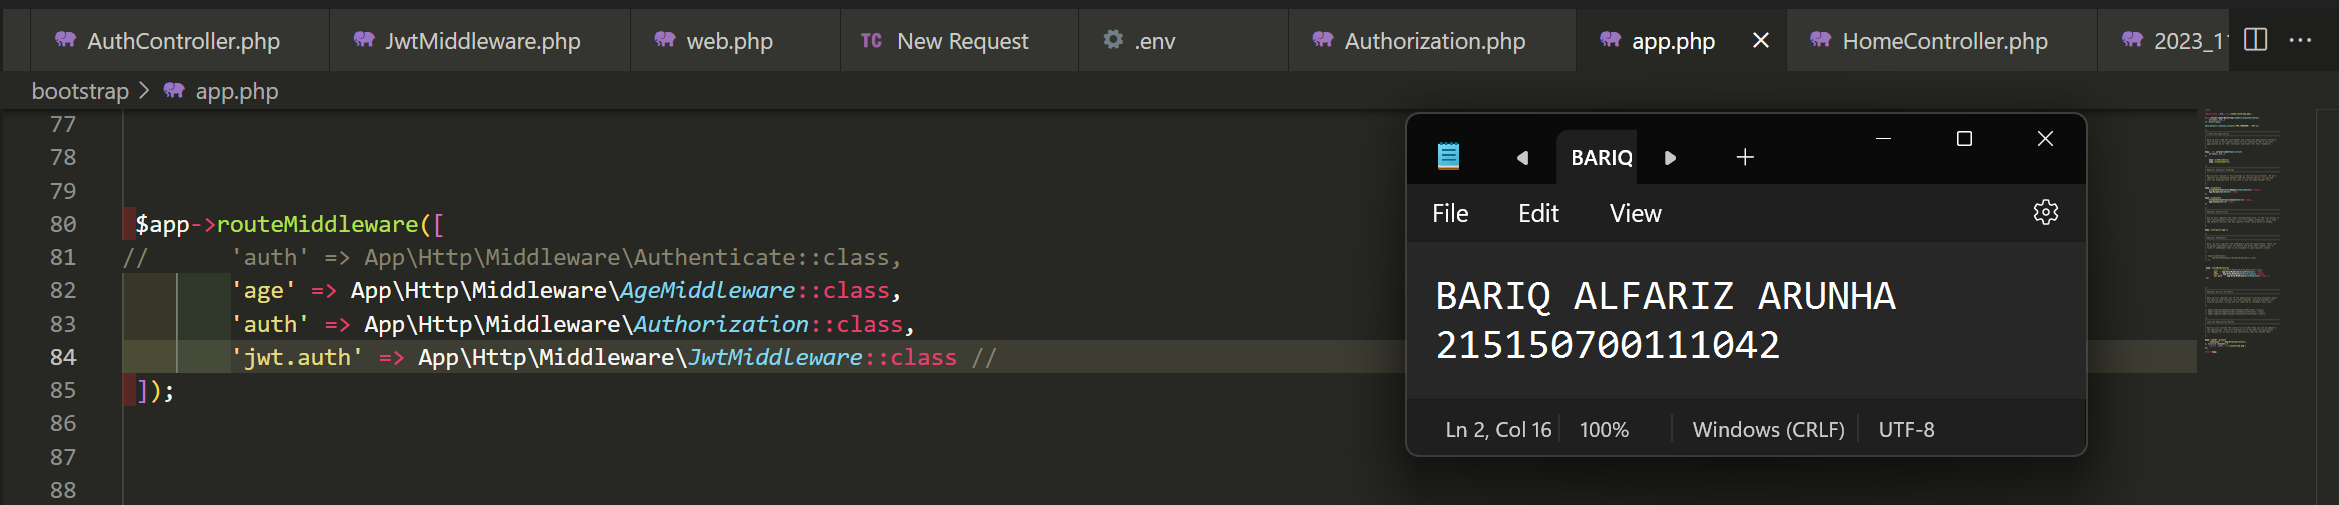 AuthController.php JwtMiddleware.php web.php TC New Request .env Authorization.php app.php HomeController.php 2023_1
bootstrap > app.php
77
78
79
80 $app->routeMiddleware([
81 // 'auth' => App\Http\Middleware\Authenticate::class,
82 'age' => App\Http\Middleware\AgeMiddleware::class,
83 'auth' => App\Http\Middleware\Authorization::class,
84 'jwt.auth' => App\Http\Middleware\JwtMiddleware::class //
85 ]);
86
87
88
BARIQ
File Edit View
BARIQ ALFARIZ ARUNHA
215150700111042
Ln 2, Col 16 100% Windows (CRLF) UTF-8